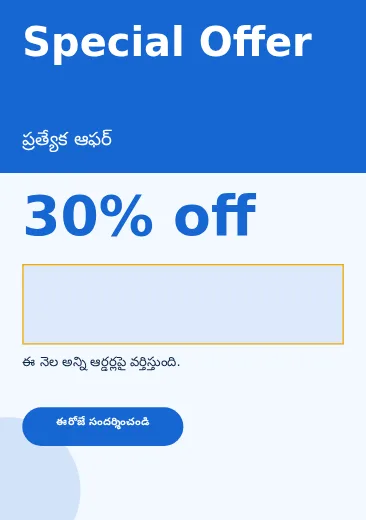 Special Offer
ప్రత్యేక ఆఫర్
30% off
ఈ నెల అన్ని ఆర్డర్లపై వర్తిస్తుంది.
ఈరోజే సందర్శించండి